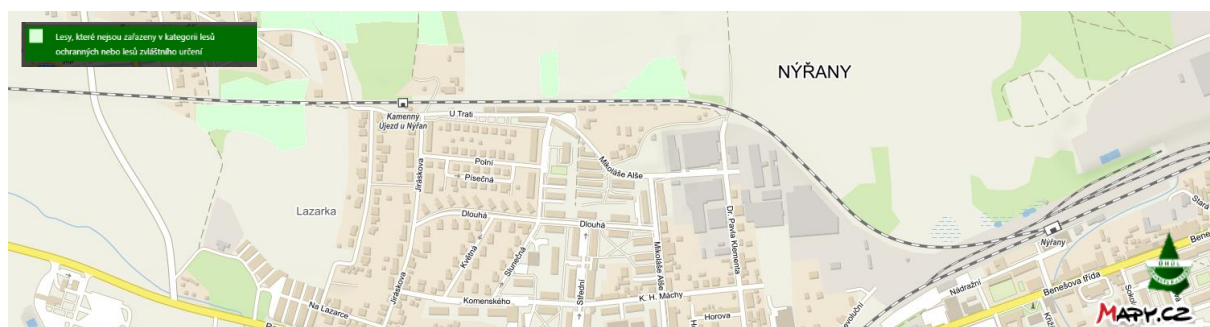 Lesy, které nejsou zařazeny v kategorii lesů
ochranných nebo lesů zvláštního určení
NÝŘANY
Kamenný
Újezd u Nýřan
U Trati
Polní
Písečná
Jiráskova
Mikoláše Alše
Lazarka
Dlouhá
Dlouhá
Dr. Pavla Klementa
Květná
Slunečná
Mikoláše Alše
Střední
Jiráskova
Na Lazarce
Komenského
K. H. Máchy
Horova
Nýřany
Nádražní
Benešova třída
Stará
MAPY.CZ